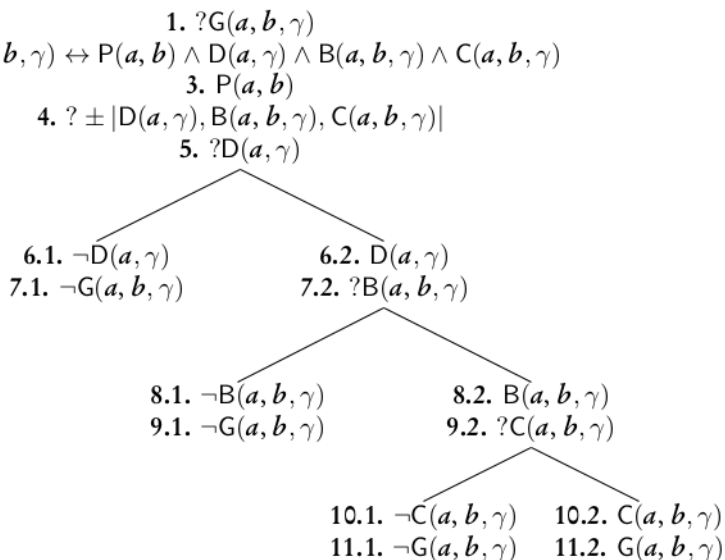 1. ?G(a, b, γ)
b, γ) ↔ P(a, b) ∧ D(a, γ) ∧ B(a, b, γ) ∧ C(a, b, γ)
3. P(a, b)
4. ? ± |D(a, γ), B(a, b, γ), C(a, b, γ)|
5. ?D(a, γ)
6.1. ¬D(a, γ) 6.2. D(a, γ)
7.1. ¬G(a, b, γ) 7.2. ?B(a, b, γ)
8.1. ¬B(a, b, γ) 8.2. B(a, b, γ)
9.1. ¬G(a, b, γ) 9.2. ?C(a, b, γ)
10.1. ¬C(a, b, γ) 10.2. C(a, b, γ)
11.1. ¬G(a, b, γ) 11.2. G(a, b, γ)